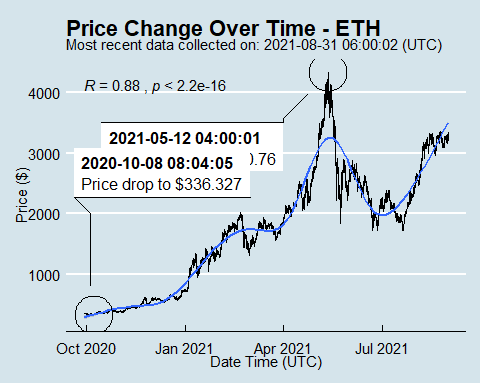 Price Change Over Time - ETH
Most recent data collected on: 2021-08-31 06:00:02 (UTC)
R = 0.88 , p < 2.2e-16
4000
3000
2000
1000
Price ($)
2021-05-12 04:00:01
0.76
2020-10-08 08:04:05
Price drop to $336.327
Oct 2020
Jan 2021
Apr 2021
Jul 2021
Date Time (UTC)